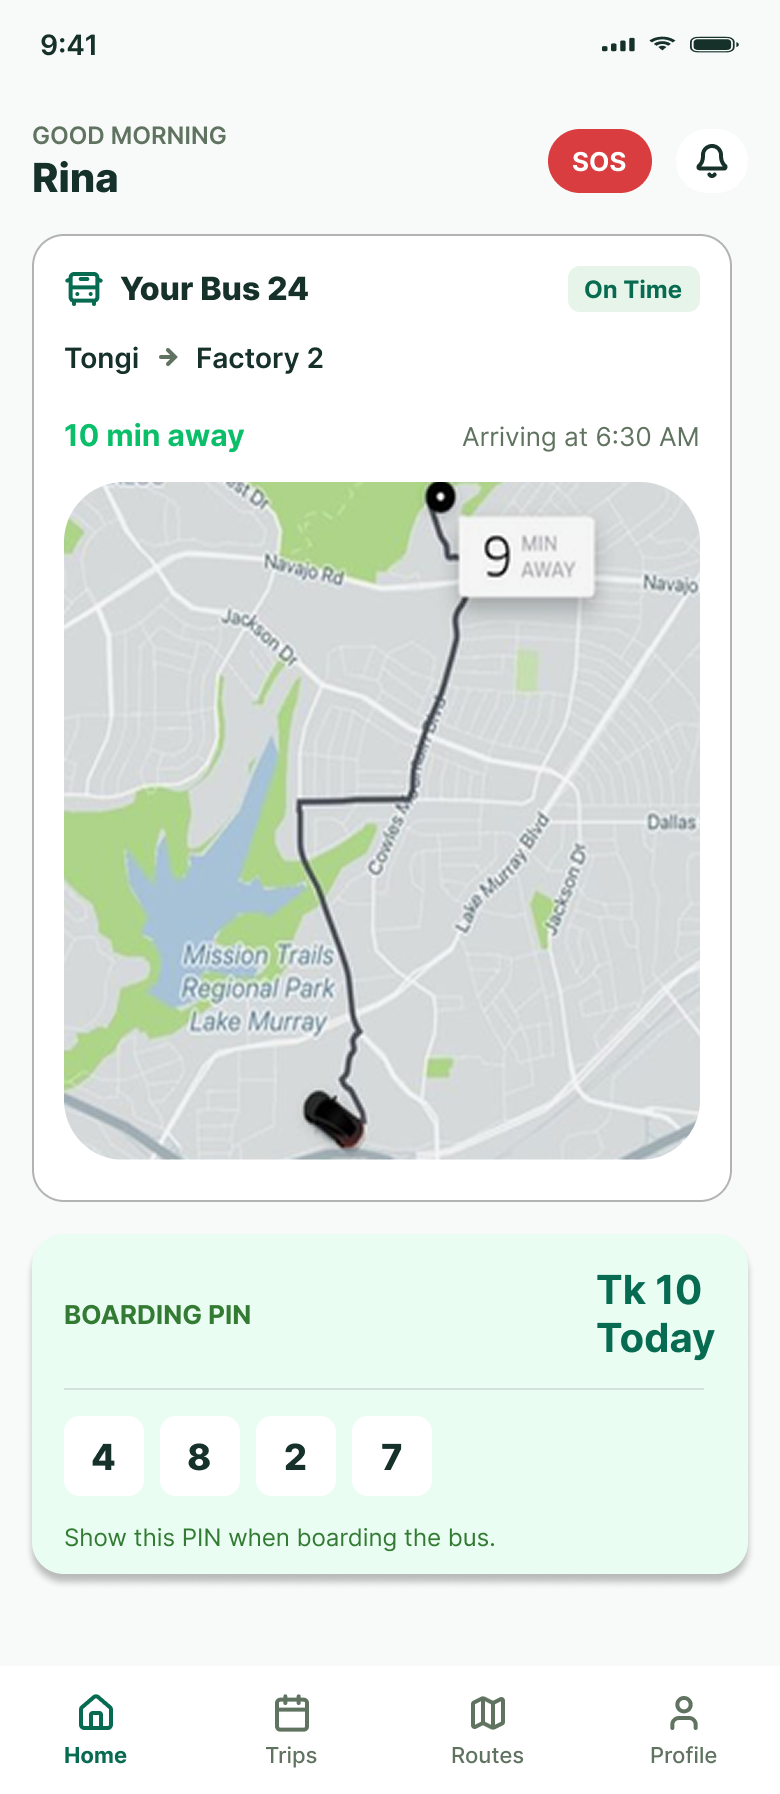 9:41
GOOD MORNING
Rina
SOS
Your Bus 24
On Time
Tongi → Factory 2
10 min away
Arriving at 6:30 AM
st Dr
9 MIN AWAY
Navajo Rd
Navajo
Jackson Dr
Cowles
Blvd
Dallas
Lake Murray Blvd
Jackson Dr
Mission Trails
Regional Park
Lake Murray
BOARDING PIN
Tk 10
Today
4 8 2 7
Show this PIN when boarding the bus.
Home
Trips
Routes
Profile